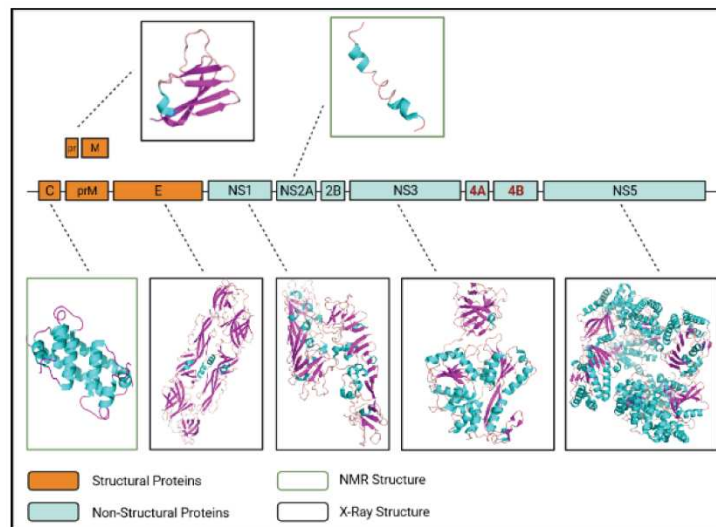 pr M
C prM E NS1 NS2A 2B NS3 4A 4B NS5
Structural Proteins NMR Structure
Non-Structural Proteins X-Ray Structure